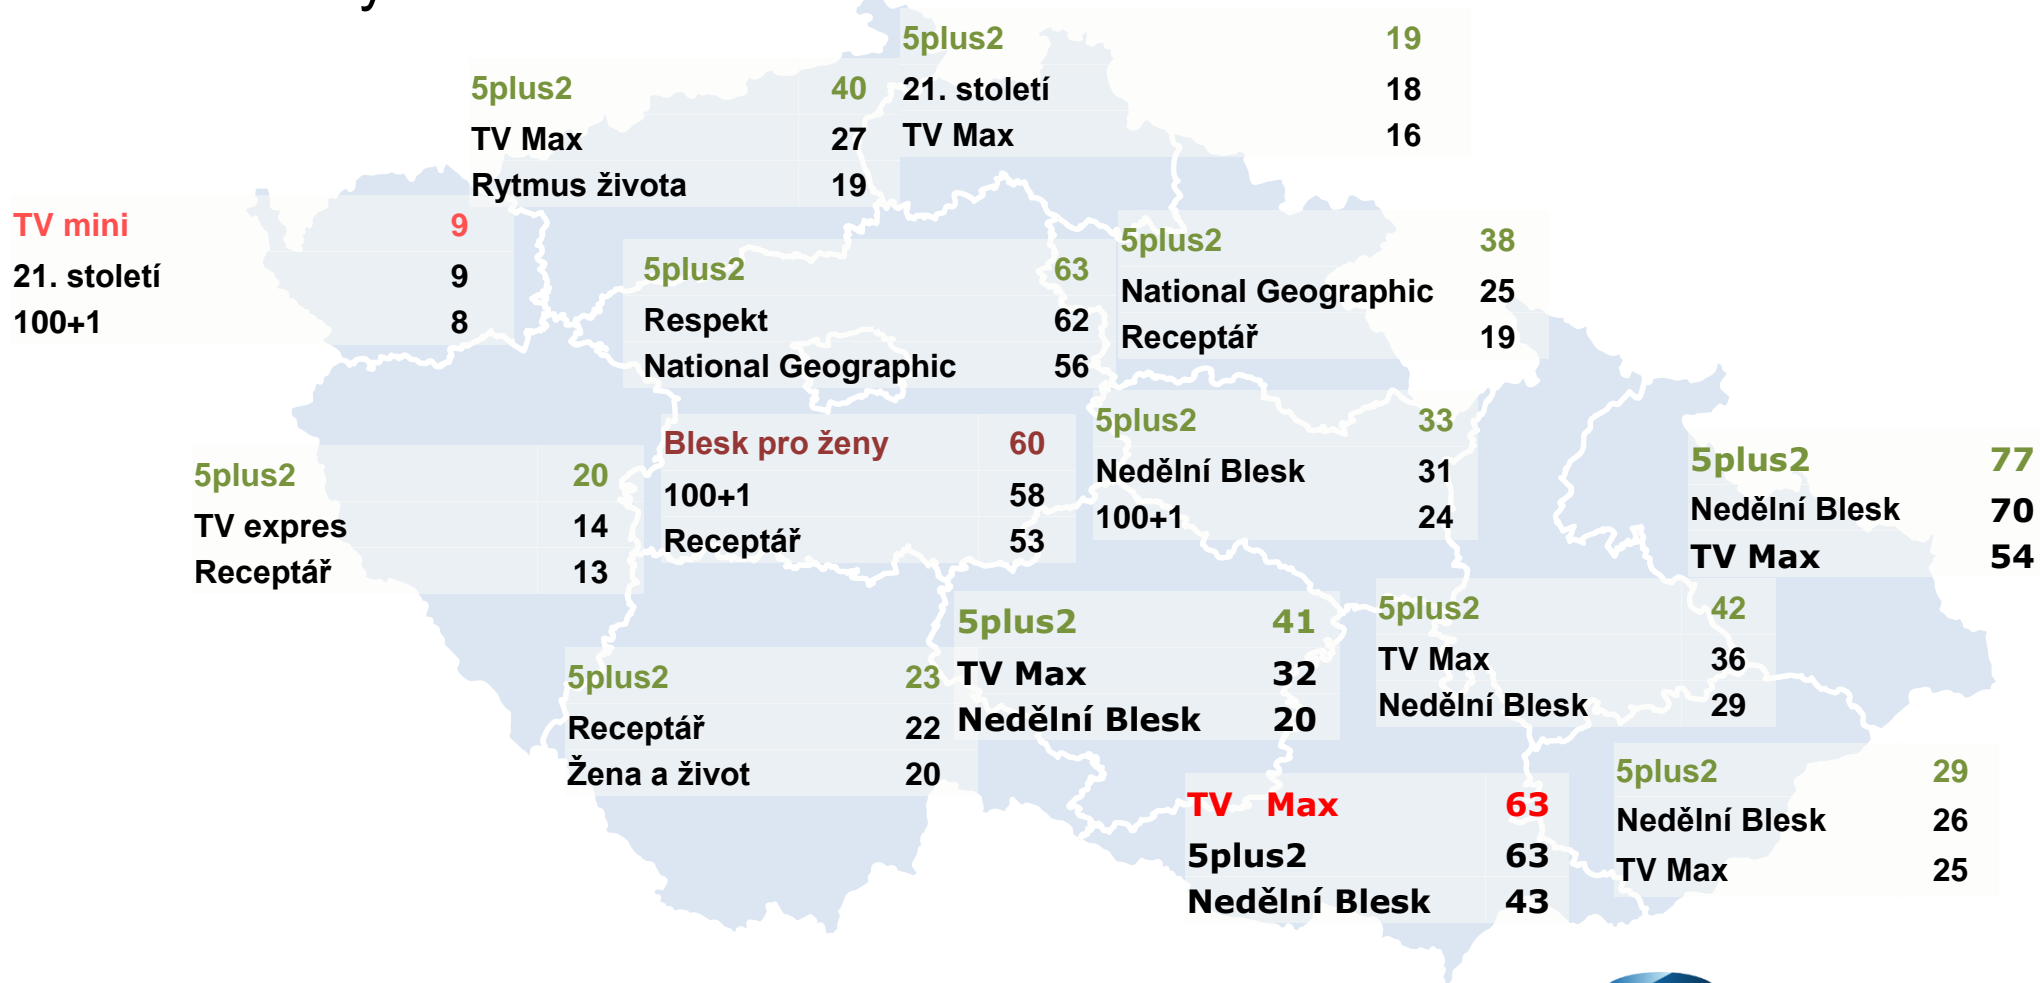 5plus2 19
21. století 18
TV Max 16
5plus2 40
TV Max 27
Rytmus života 19
TV mini 9
21. století 9
100+1 8
5plus2 63
Respekt 62
National Geographic 56
5plus2 38
National Geographic 25
Receptář 19
5plus2 20
TV expres 14
Receptář 13
Blesk pro ženy 60
100+1 58
Receptář 53
5plus2 33
Nedělní Blesk 31
100+1 24
5plus2 77
Nedělní Blesk 70
TV Max 54
5plus2 23
Receptář 22
Žena a život 20
5plus2 41
TV Max 32
Nedělní Blesk 20
5plus2 42
TV Max 36
Nedělní Blesk 29
TV Max 63
5plus2 63
Nedělní Blesk 43
5plus2 29
Nedělní Blesk 26
TV Max 25